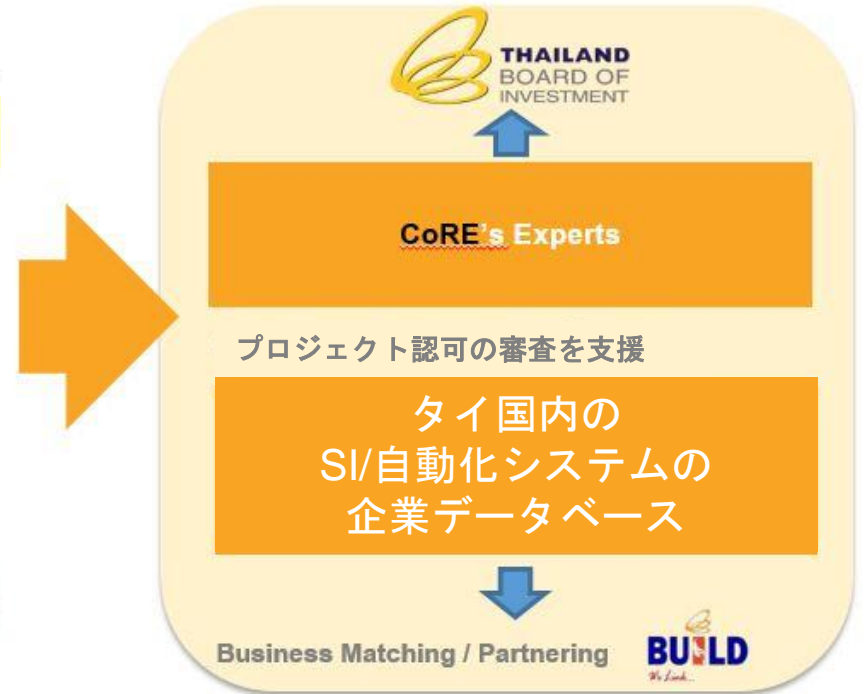 THAILAND
BOARD OF
INVESTMENT
CoRE's Experts
プロジェクト認可の審査を支援
タイ国内の
SI/自動化システムの
企業データベース
Business Matching / Partnering
BUILD
We Link...